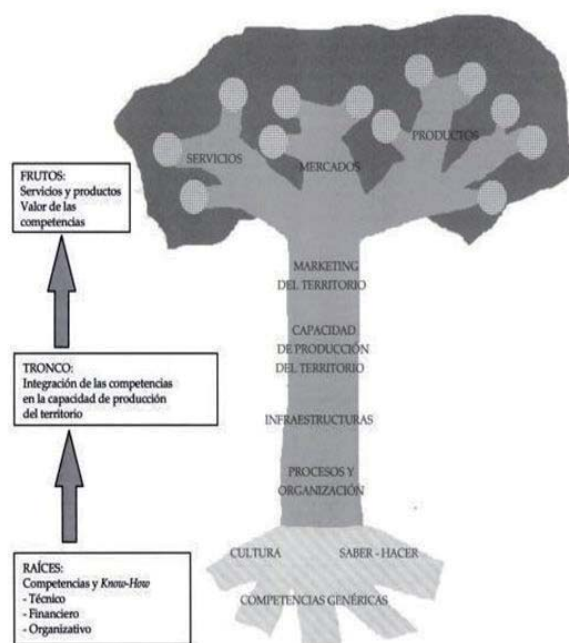 SERVICIOS
MERCADOS
PRODUCTOS
FRUTOS:
Servicios y productos
Valor de las
competencias
MARKETING
DEL TERRITORIO
CAPACIDAD
DE PRODUCCIÓN
DEL TERRITORIO
TRONCO:
Integración de las competencias
en la capacidad de producción
del territorio
INFRAESTRUCTURAS
PROCESOS Y
ORGANIZACIÓN
CULTURA
SABER - HACER
COMPETENCIAS GENÉRICAS
RAÍCES:
Competencias y Know-How
- Técnico
- Financiero
- Organizativo